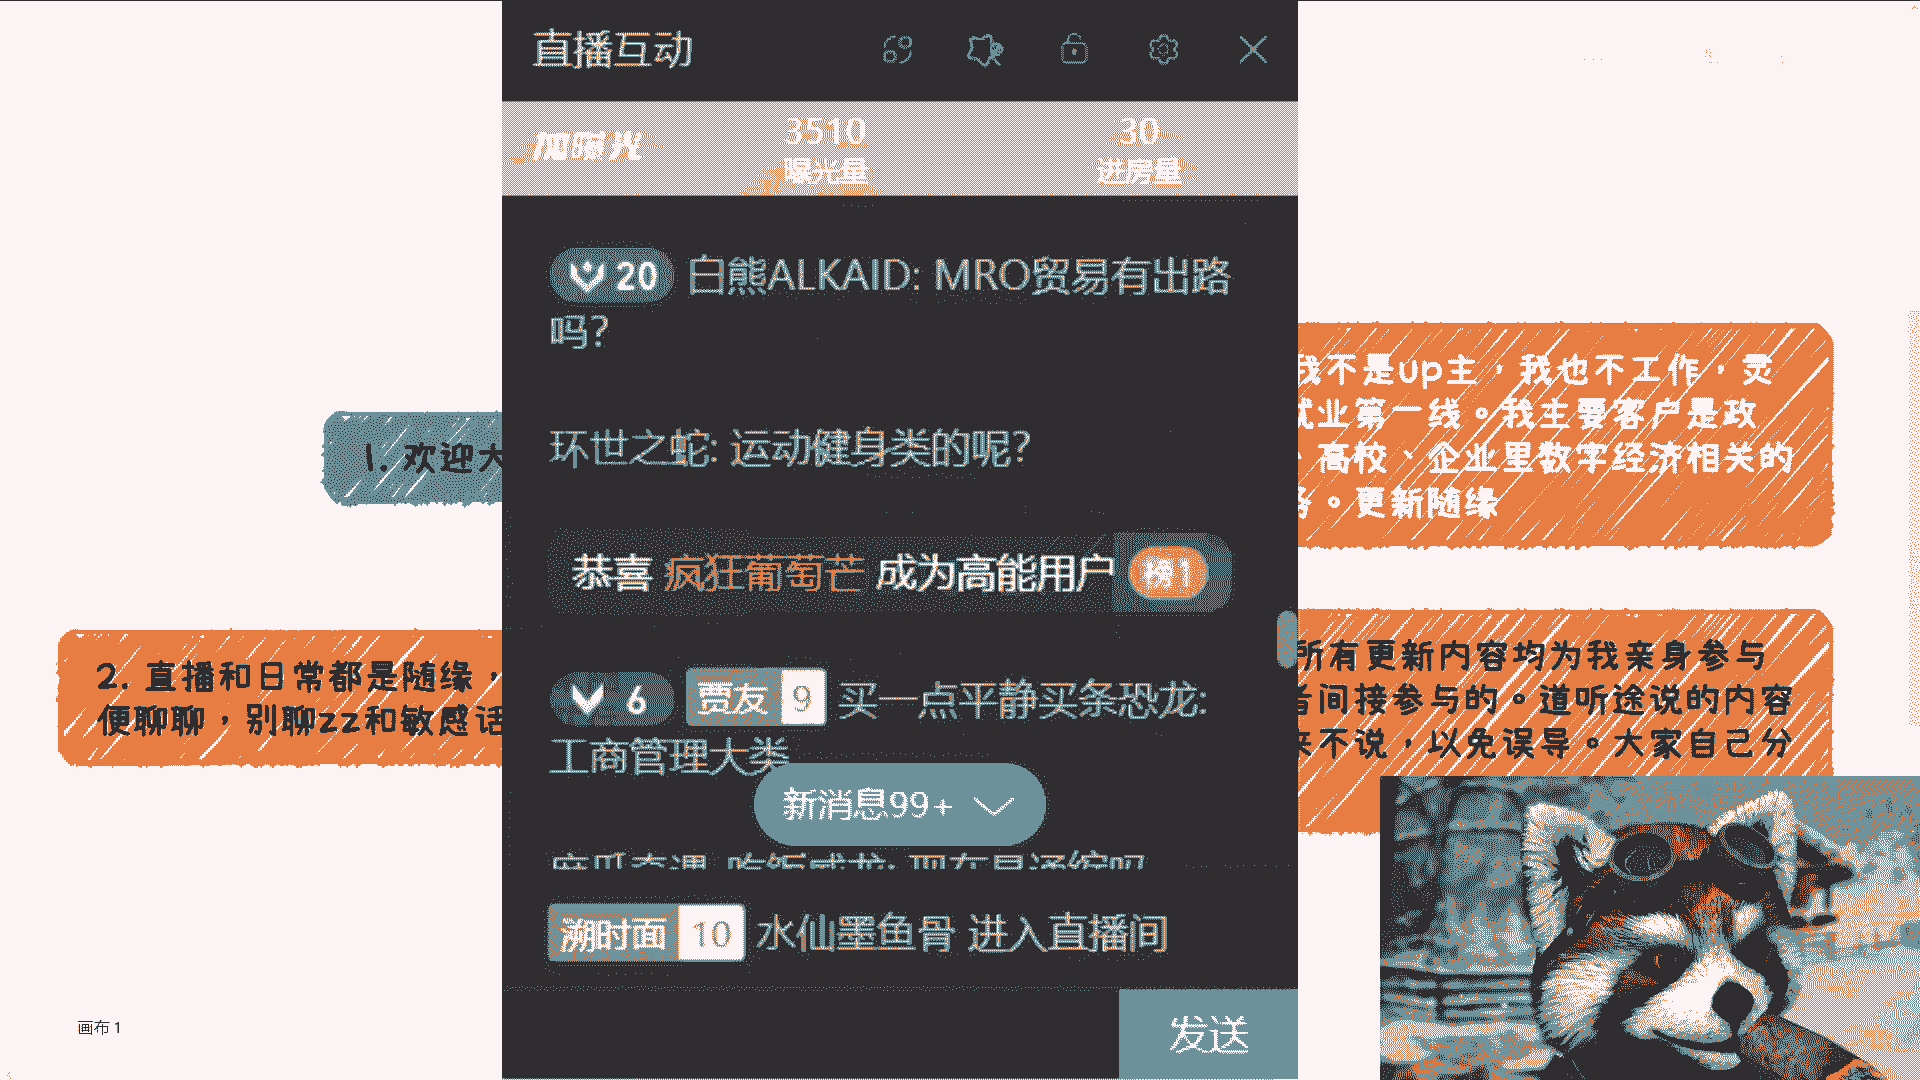 直播互动
加时光
3510
曝光量
30
进房量
20 白熊ALKAID: MRO贸易有出路
吗?
环世之蛇: 运动健身类的呢?
恭喜 疯狂葡萄芒 成为高能用户 榜1
6 贾友 9 买一点平静买条恐龙:
工商管理大类
新消息99+
溯时面 10 水仙墨鱼骨 进入直播间
发送
1. 欢迎大
2. 直播和日常都是随缘，
便聊聊，别聊zz和敏感话
我不是up主，我也不工作，灵
就业第一线。我主要客户是政
、高校、企业里数字经济相关的
务。更新随缘
所有更新内容均为我亲身参与
者间接参与的。道听途说的内容
来不说，以免误导。大家自己分
画布 1